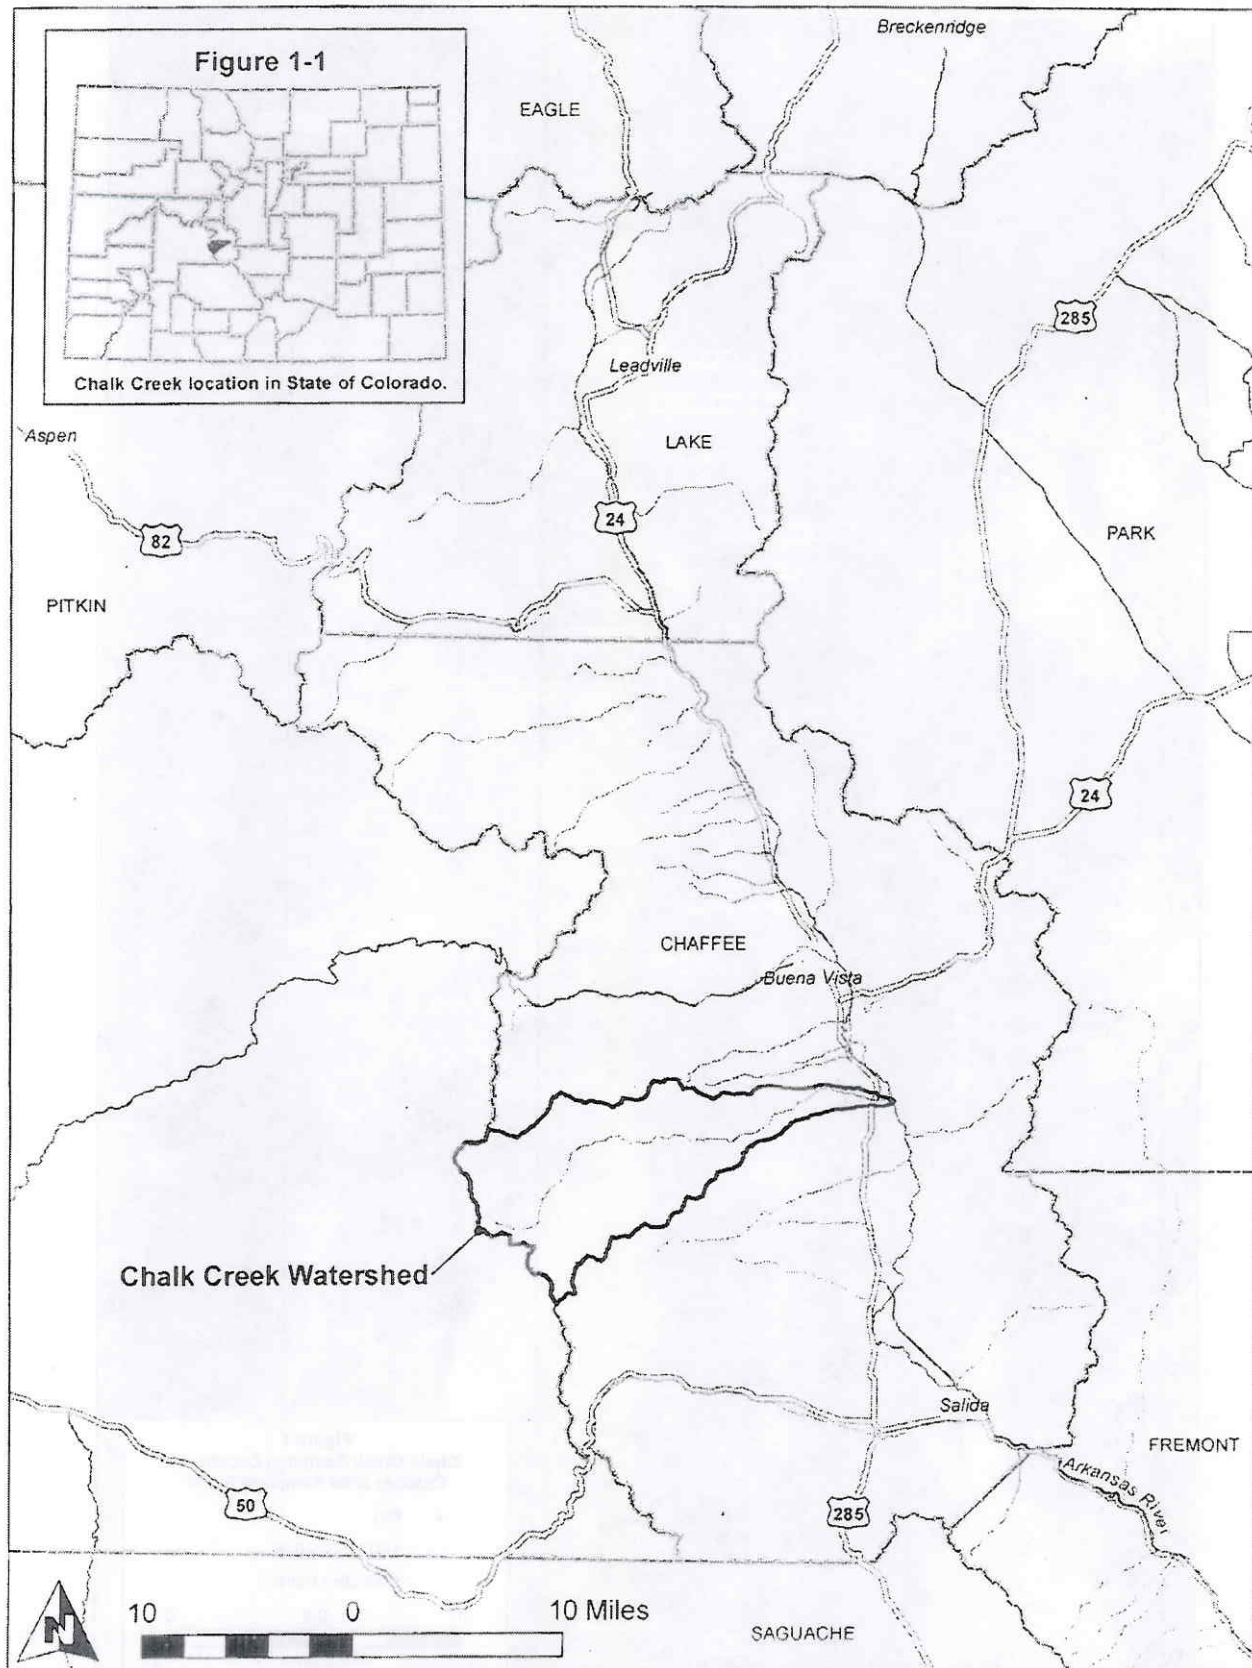 Figure 1-1
Chalk Creek location in State of Colorado.
Breckenridge
EAGLE
285
Leadville
Aspen
LAKE
24
82
PARK
PITKIN
24
CHAFFEE
Buena Vista
Chalk Creek Watershed
Salida
FREMONT
Arkansas River
50
285
N
10 0 10 Miles
SAGUACHE